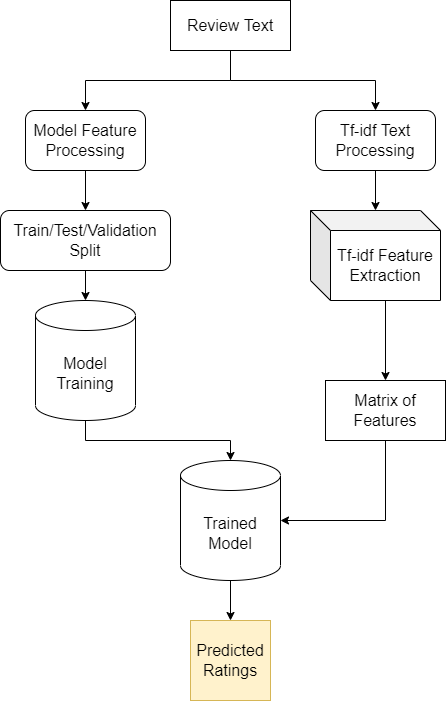 Review Text
Model Feature
Processing
Tf-idf Text
Processing
Train/Test/Validation
Split
Tf-idf Feature
Extraction
Model
Training
Matrix of
Features
Trained
Model
Predicted
Ratings